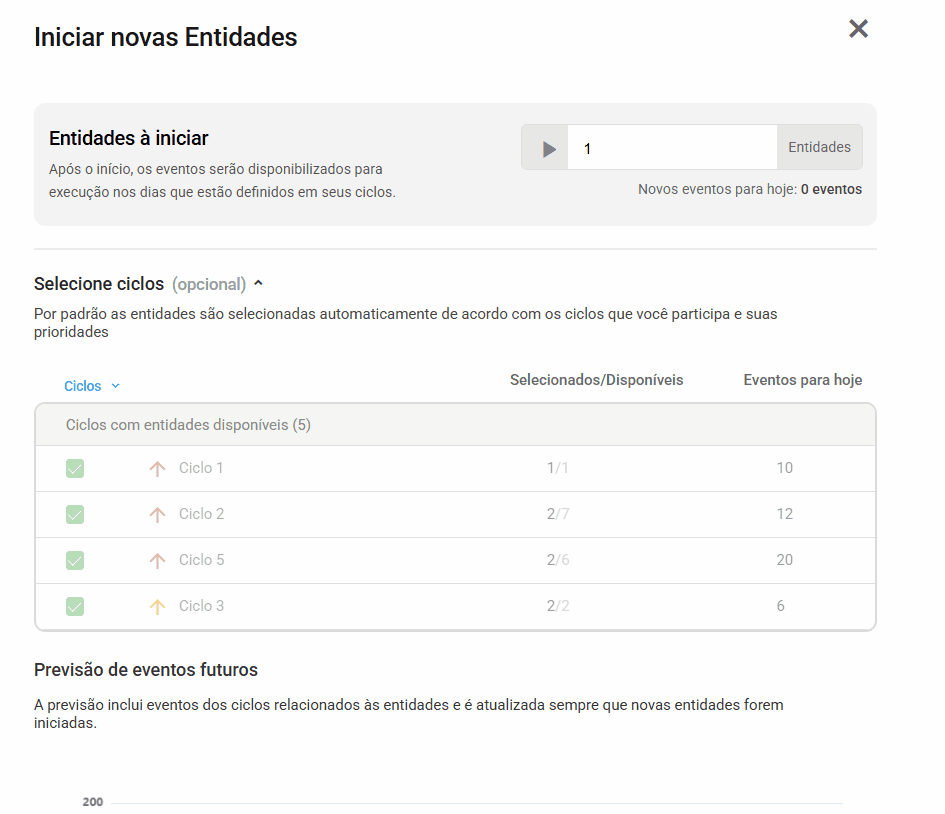 Iniciar novas Entidades
Entidades à iniciar
Após o início, os eventos serão disponibilizados para
execução nos dias que estão definidos em seus ciclos.
1
Entidades
Novos eventos para hoje: 0 eventos
Selecione ciclos (opcional)
Por padrão as entidades são selecionadas automaticamente de acordo com os ciclos que você participa e suas
prioridades
Ciclos
Selecionados/Disponíveis
Eventos para hoje
Ciclos com entidades disponíveis (5)
Ciclo 1 1/1 10
Ciclo 2 2/7 12
Ciclo 5 2/6 20
Ciclo 3 2/2 6
Previsão de eventos futuros
A previsão inclui eventos dos ciclos relacionados às entidades e é atualizada sempre que novas entidades forem
iniciadas.
200